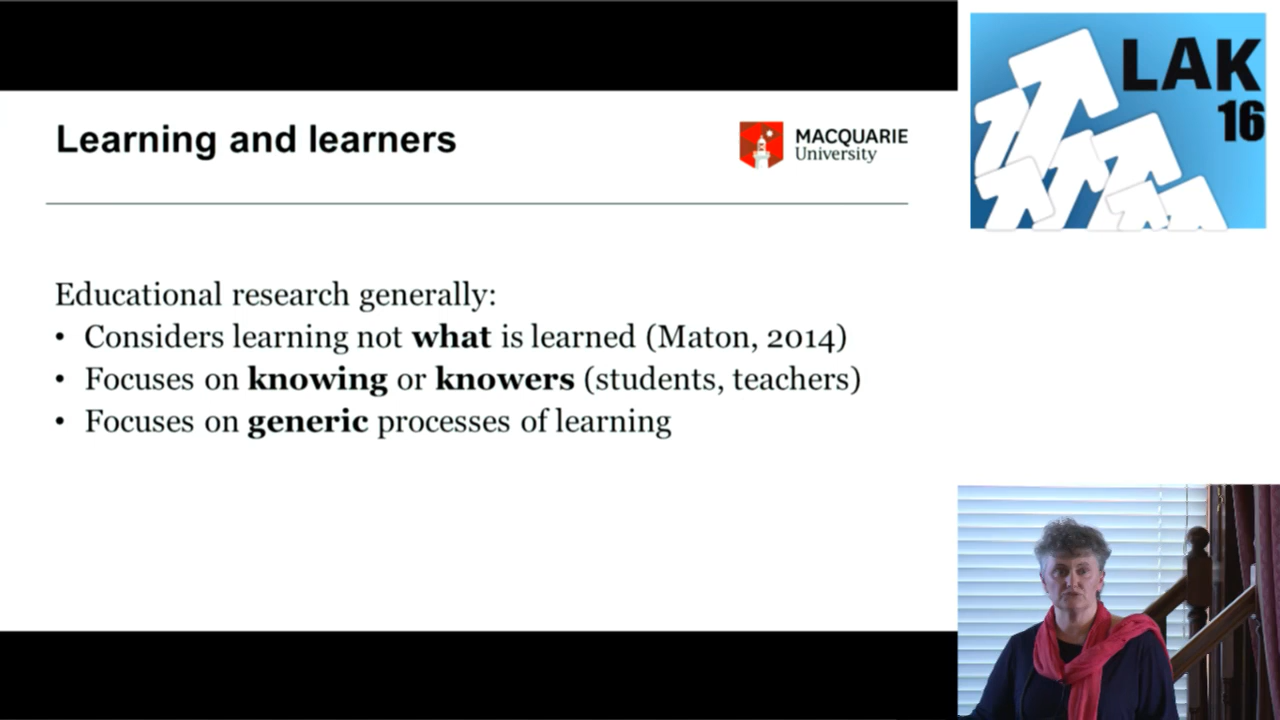 Learning and learners
MACQUARIE
University
LAK
16
Educational research generally:
• Considers learning not what is learned (Maton, 2014)
• Focuses on knowing or knowers (students, teachers)
• Focuses on generic processes of learning